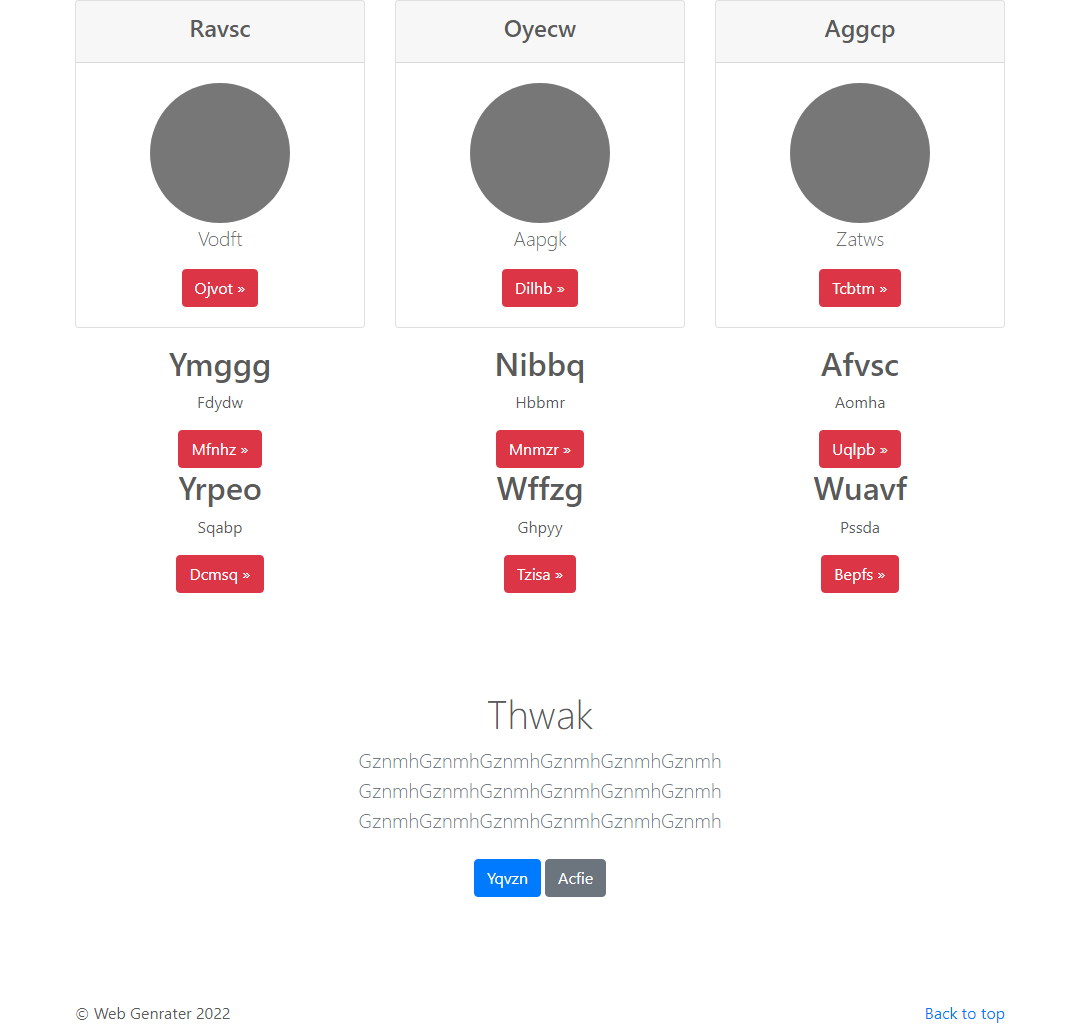 Ravsc
Oyecw
Aggcp
Vodft
Aapgk
Zatws
Ojvot »
Dilhb »
Tcbtm »
Ymggg
Nibbq
Afvsc
Fdydw
Hbbmr
Aomha
Mfnhz »
Mnmzr »
Uqlpb »
Yrpeo
Wffzg
Wuavf
Sqabp
Ghpyy
Pssda
Dcmsq »
Tzisa »
Bepfs »
Thwak
GznmhGznmhGznmhGznmhGznmhGznmh
GznmhGznmhGznmhGznmhGznmhGznmh
GznmhGznmhGznmhGznmhGznmhGznmh
Yqvzn Acfie
© Web Genrater 2022
Back to top